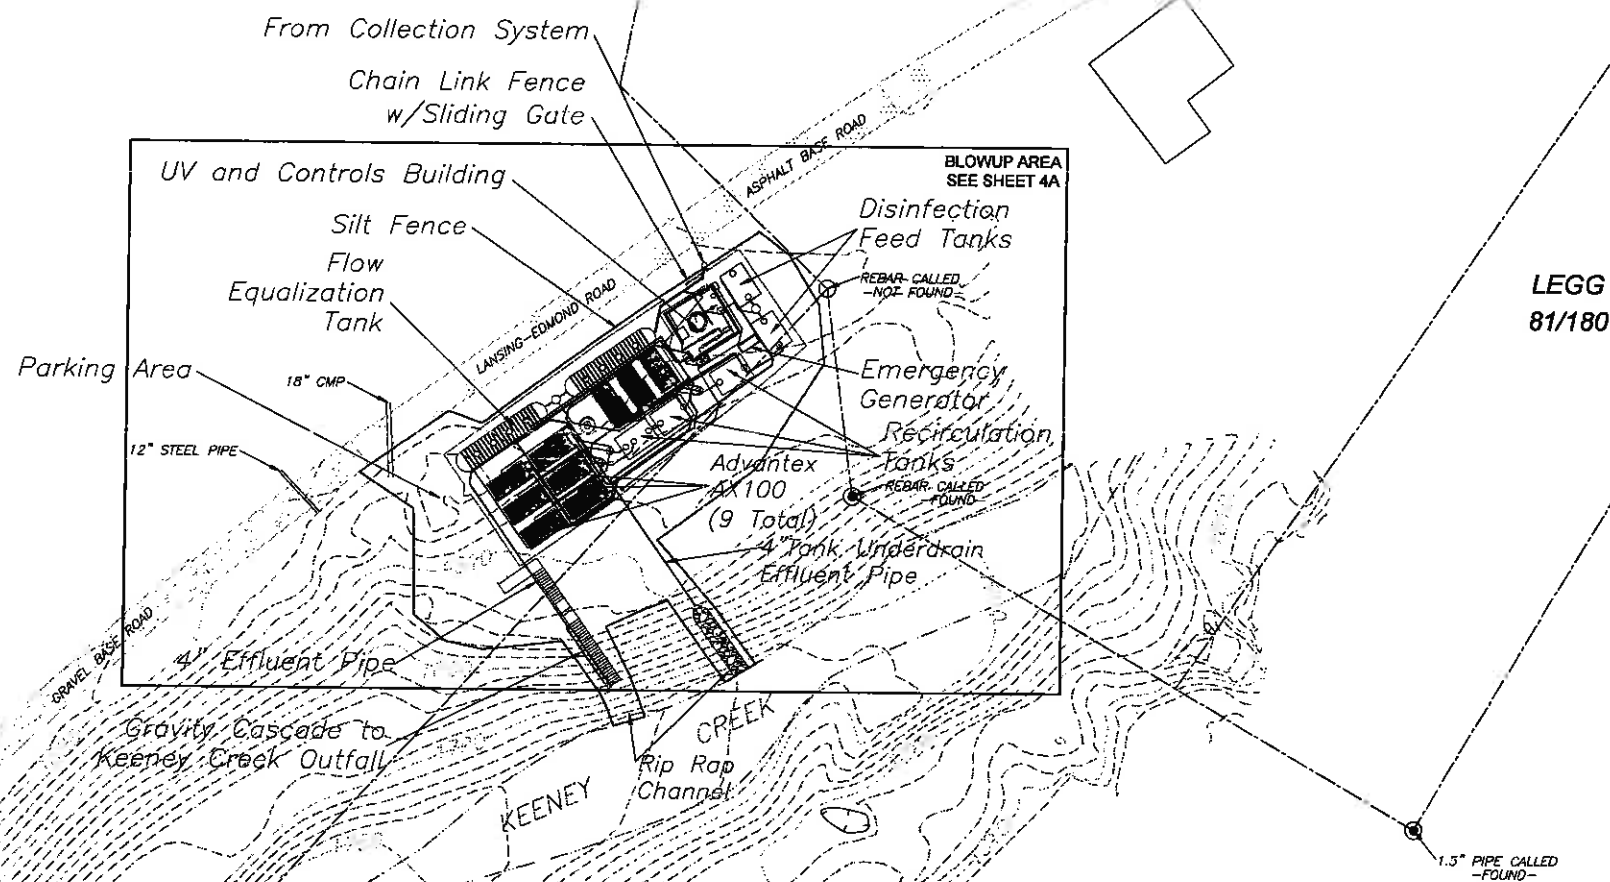 From Collection System
Chain Link Fence
w/Sliding Gate
ASPHALT BASE ROAD
BLOWUP AREA
SEE SHEET 4A
UV and Controls Building
Disinfection
Feed Tanks
Silt Fence
Flow
Equalization
Tank
REBAR CALLED
-NOT FOUND-
LEGG
81/180
LANSING-EDMOND ROAD
Parking Area
18" CMP
Emergency
Generator
12" STEEL PIPE
Recirculation
Tanks
Advantex
AX100
(9 Total)
REBAR CALLED
-FOUND-
4" Tank Underdrain
Effluent Pipe
GRAVEL BASE ROAD
4" Effluent Pipe
Gravity Cascade to
Keeney Creek Outfall
Rip Rap
Channel
KEENEY
CREEK
1.5" PIPE CALLED
-FOUND-